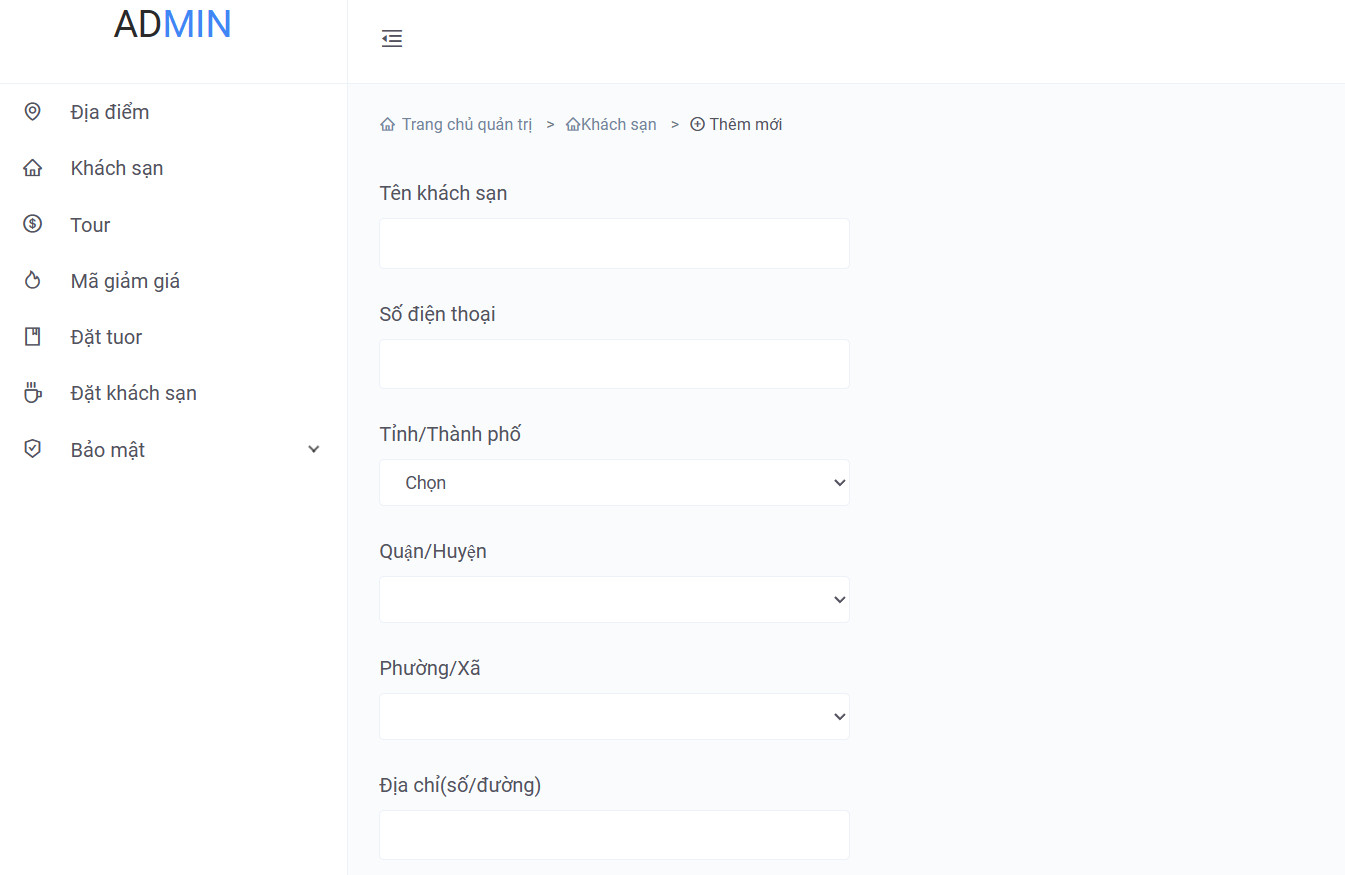 ADMIN
Địa điểm
Khách sạn
Tour
Mã giảm giá
Đặt tuor
Đặt khách sạn
Bảo mật
Trang chủ quản trị > Khách sạn > Thêm mới
Tên khách sạn
Số điện thoại
Tỉnh/Thành phố
Chọn
Quận/Huyện
Phường/Xã
Địa chỉ(số/đường)